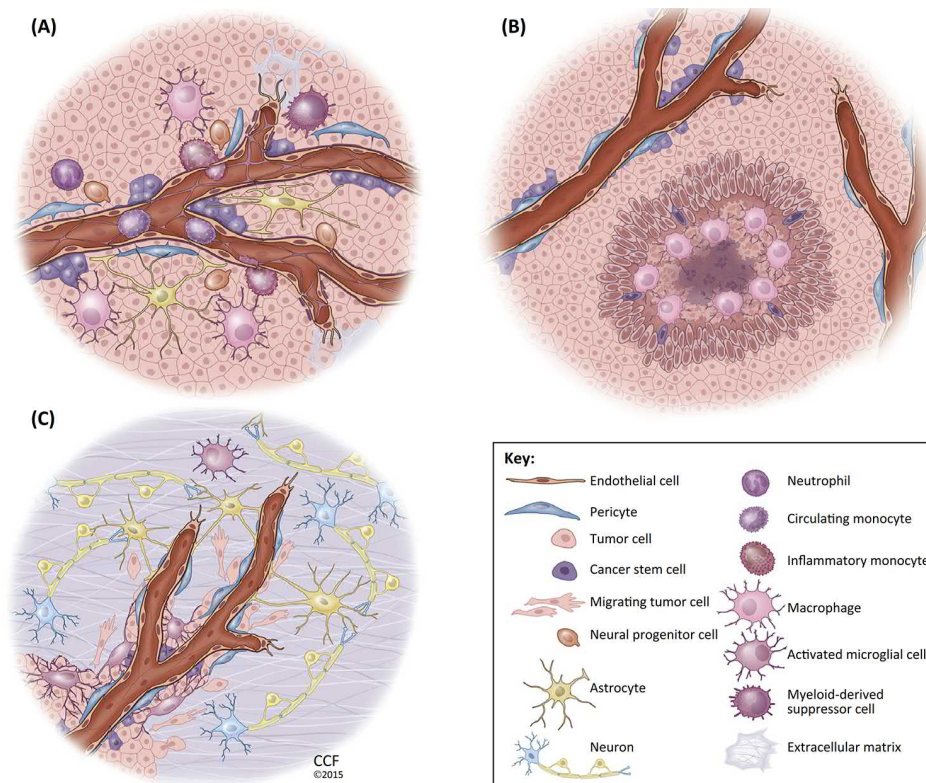 (A)
(B)
(C)
CCF
©2015
Key:
Endothelial cell
Pericyte
Tumor cell
Cancer stem cell
Migrating tumor cell
Neural progenitor cell
Astrocyte
Neuron
Neutrophil
Circulating monocyte
Inflammatory monocyte
Macrophage
Activated microglial cell
Myeloid-derived
suppressor cell
Extracellular matrix